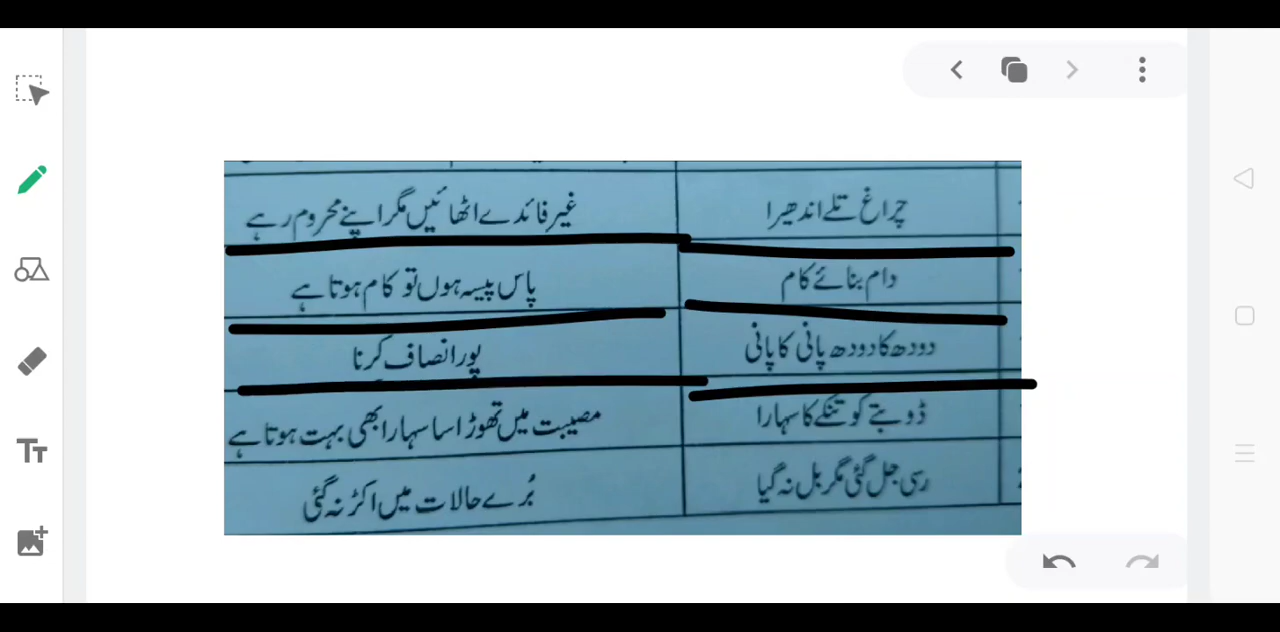 چراغ تلے اندھیرا غیر فائدے اٹھائیں مگر اپنے محروم رہے
دام بنائے کام پاس پیسہ ہوں تو کام ہوتا ہے
دودھ کا دودھ پانی کا پانی پورا انصاف کرنا
ڈوبتے کو تنکے کا سہارا مصیبت میں تھوڑا سا سہارا بھی بہت ہوتا ہے
رسی جل گئی مگر بل نہ گیا بُرے حالات میں اکڑ نہ گئی
Tт